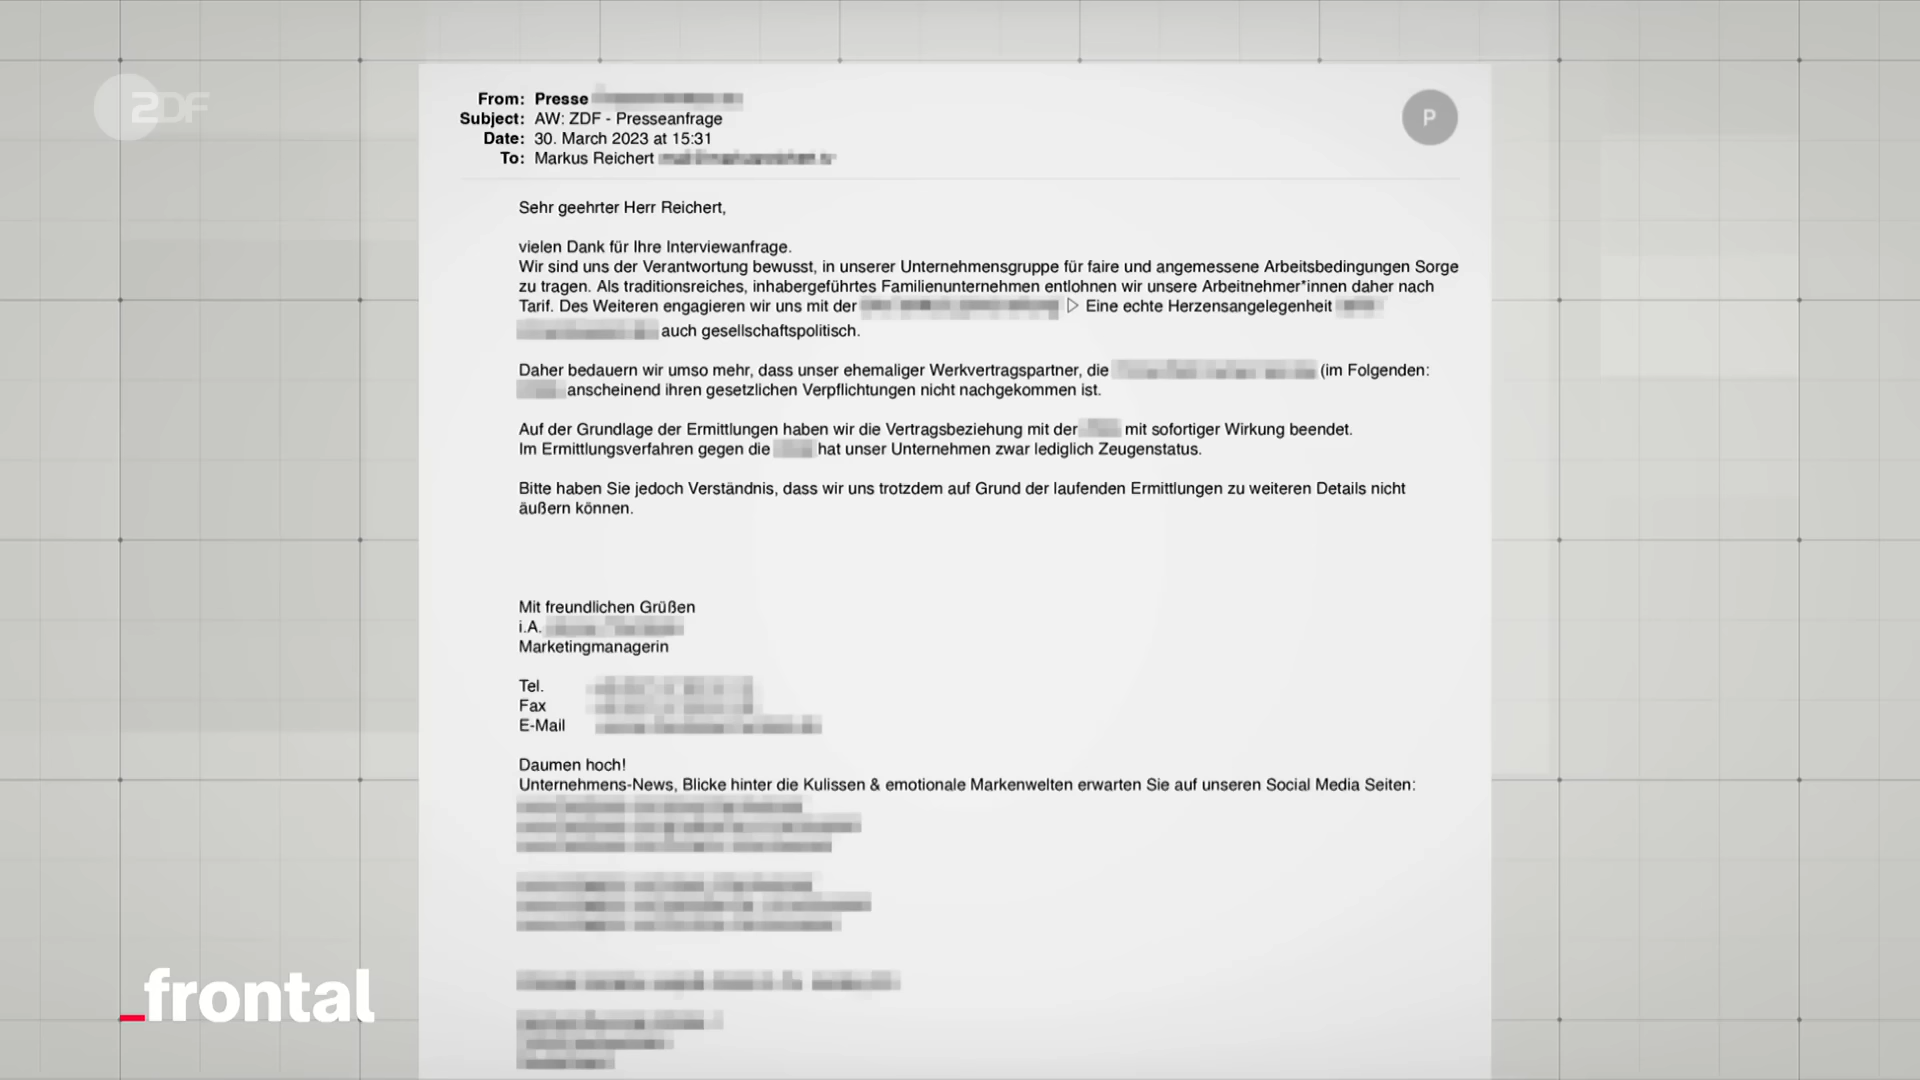 ZDF
From: Presse
Subject: AW: ZDF - Presseanfrage
Date: 30. March 2023 at 15:31
To: Markus Reichert
P
Sehr geehrter Herr Reichert,
vielen Dank für Ihre Interviewanfrage.
Wir sind uns der Verantwortung bewusst, in unserer Unternehmensgruppe für faire und angemessene Arbeitsbedingungen Sorge
zu tragen. Als traditionsreiches, inhabergeführtes Familienunternehmen entlohnen wir unsere Arbeitnehmer*innen daher nach
Tarif. Des Weiteren engagieren wir uns mit der ▷ Eine echte Herzensangelegenheit
auch gesellschaftspolitisch.
Daher bedauern wir umso mehr, dass unser ehemaliger Werkvertragspartner, die (im Folgenden:
anscheinend ihren gesetzlichen Verpflichtungen nicht nachgekommen ist.
Auf der Grundlage der Ermittlungen haben wir die Vertragsbeziehung mit der mit sofortiger Wirkung beendet.
Im Ermittlungsverfahren gegen die hat unser Unternehmen zwar lediglich Zeugenstatus.
Bitte haben Sie jedoch Verständnis, dass wir uns trotzdem auf Grund der laufenden Ermittlungen zu weiteren Details nicht
äußern können.
Mit freundlichen Grüßen
i.A.
Marketingmanagerin
Tel.
Fax
E-Mail
Daumen hoch!
Unternehmens-News, Blicke hinter die Kulissen & emotionale Markenwelten erwarten Sie auf unseren Social Media Seiten:
_frontal